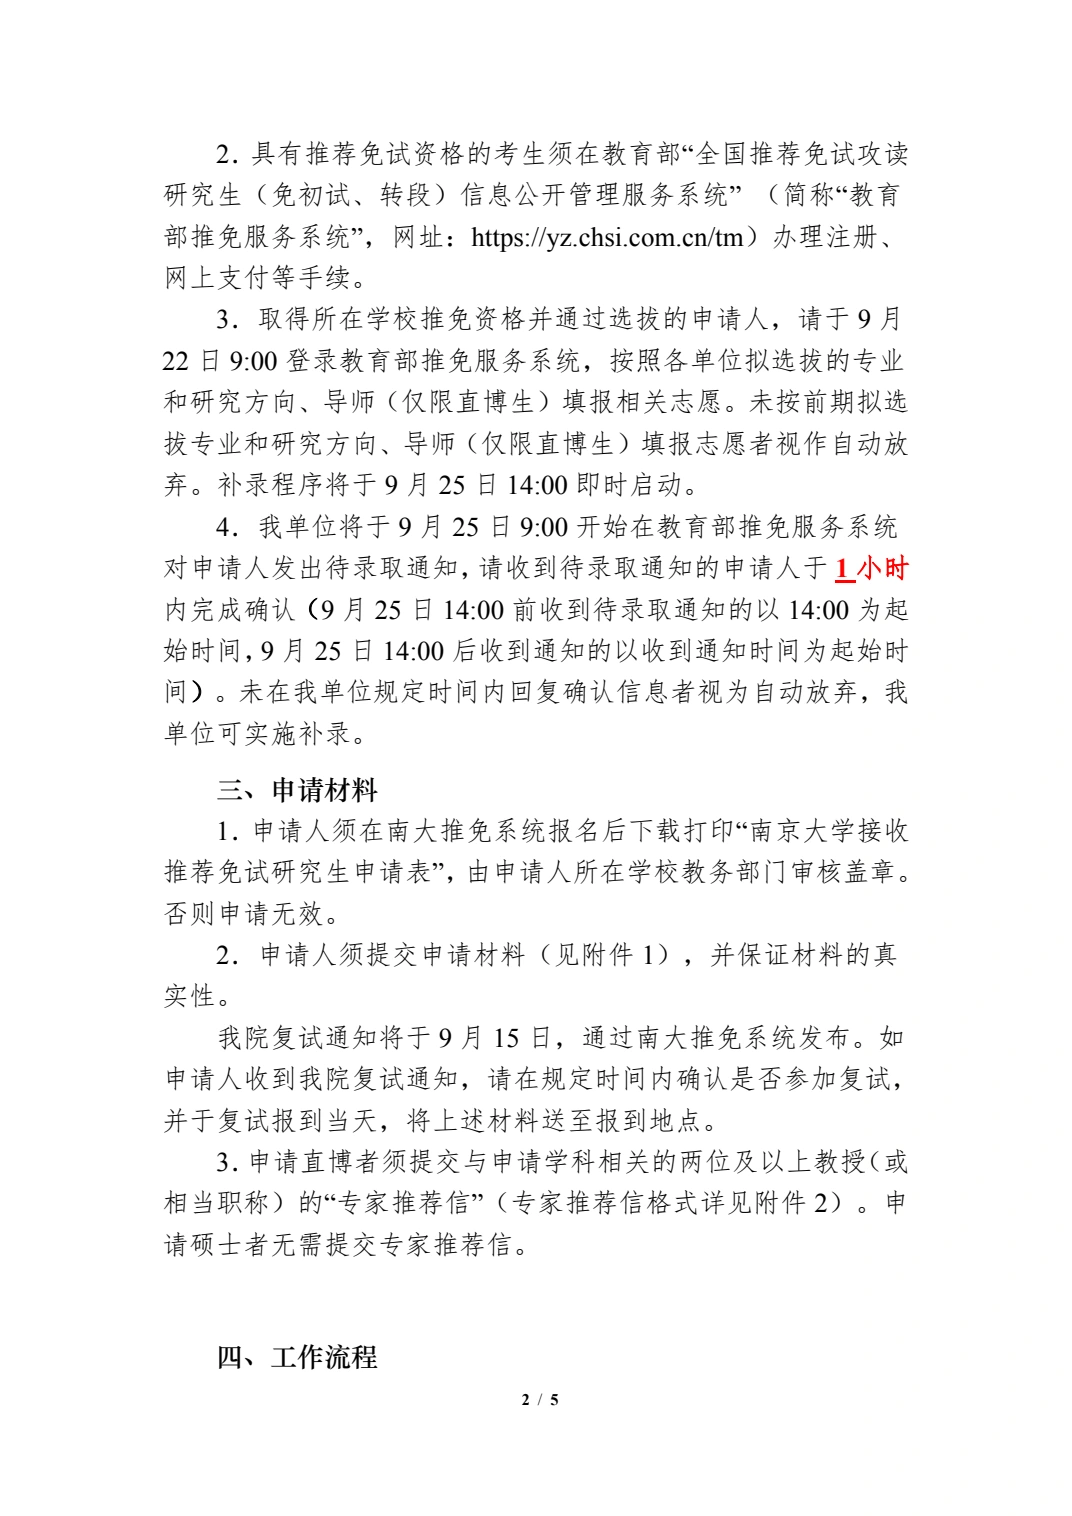 2. 具有推荐免试资格的考生须在教育部“全国推荐免试攻读
研究生（免初试、转段）信息公开管理服务系统” （简称“教育
部推免服务系统”，网址：https://yz.chsi.com.cn/tm）办理注册、
网上支付等手续。
3. 取得所在学校推免资格并通过选拔的申请人，请于 9 月
22 日 9:00 登录教育部推免服务系统，按照各单位拟选拔的专业
和研究方向、导师（仅限直博生）填报相关志愿。未按前期拟选
拔专业和研究方向、导师（仅限直博生）填报志愿者视作自动放
弃。补录程序将于 9 月 25 日 14:00 即时启动。
4. 我单位将于 9 月 25 日 9:00 开始在教育部推免服务系统
对申请人发出待录取通知，请收到待录取通知的申请人于 1 小时
内完成确认（9 月 25 日 14:00 前收到待录取通知的以 14:00 为起
始时间，9 月 25 日 14:00 后收到通知的以收到通知时间为起始时
间）。未在我单位规定时间内回复确认信息者视为自动放弃，我
单位可实施补录。
三、申请材料
1. 申请人须在南大推免系统报名后下载打印“南京大学接收
推荐免试研究生申请表”，由申请人所在学校教务部门审核盖章。
否则申请无效。
2. 申请人须提交申请材料（见附件 1），并保证材料的真
实性。
我院复试通知将于 9 月 15 日，通过南大推免系统发布。如
申请人收到我院复试通知，请在规定时间内确认是否参加复试，
并于复试报到当天，将上述材料送至报到地点。
3. 申请直博者须提交与申请学科相关的两位及以上教授（或
相当职称）的“专家推荐信”（专家推荐信格式详见附件 2）。申
请硕士者无需提交专家推荐信。
四、工作流程
2 / 5